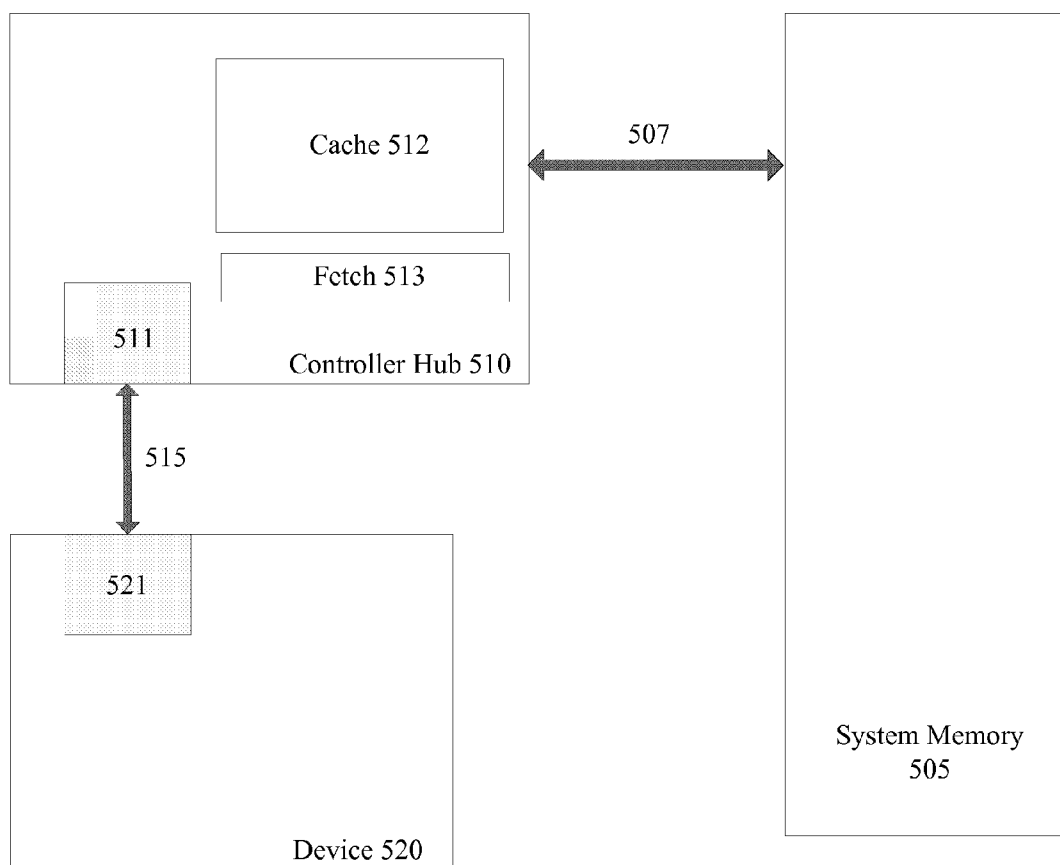 Cache 512
507
Fetch 513
511
Controller Hub 510
515
521
System Memory
505
Device 520